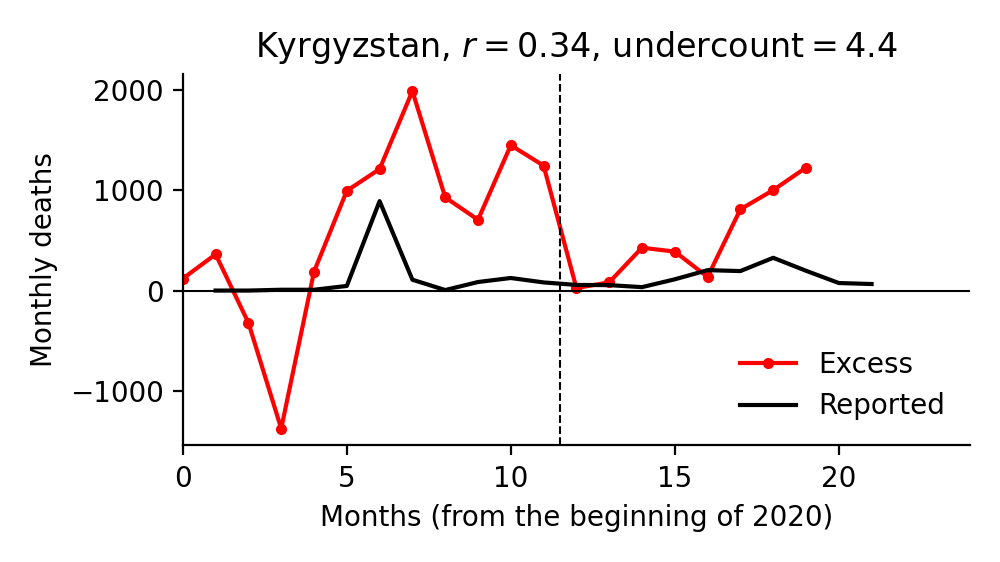 Kyrgyzstan, r = 0.34, undercount = 4.4
Monthly deaths
2000
1000
0
−1000
Excess
Reported
0 5 10 15 20
Months (from the beginning of 2020)